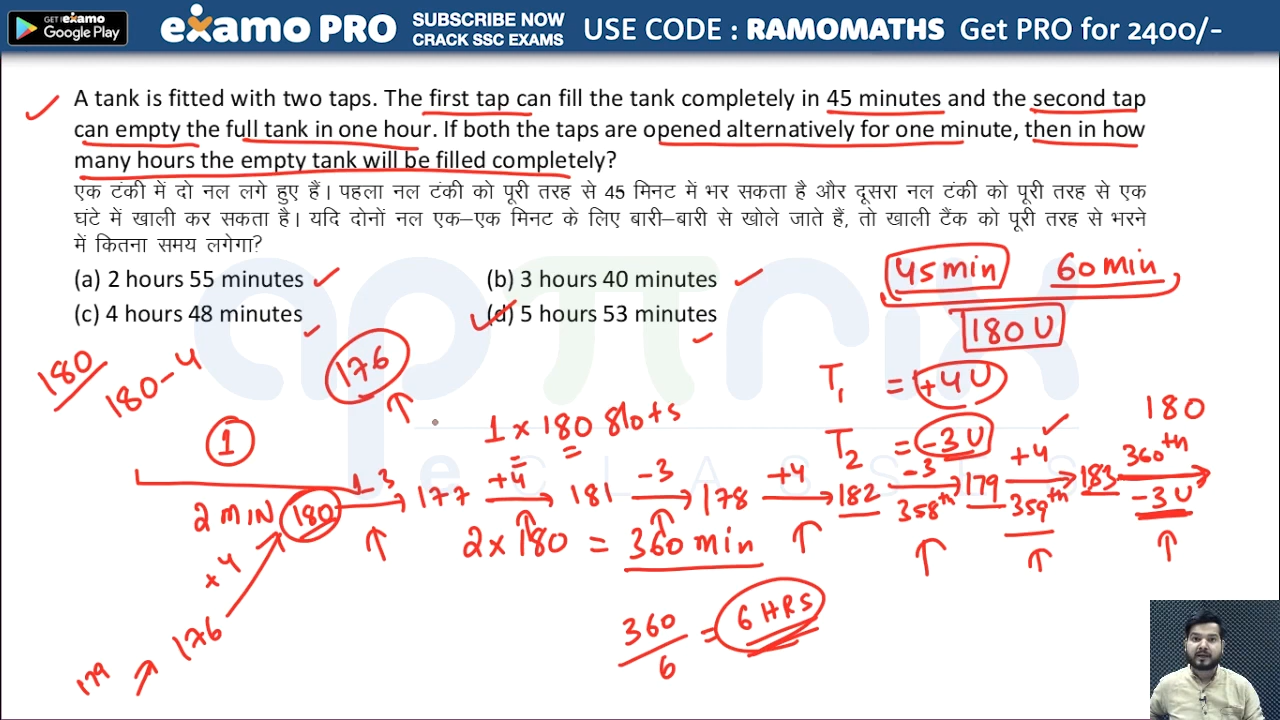 GET IT ON examo
Google Play
examo PRO
SUBSCRIBE NOW
CRACK SSC EXAMS
USE CODE : RAMOMATHS Get PRO for 2400/-
A tank is fitted with two taps. The first tap can fill the tank completely in 45 minutes and the second tap
can empty the full tank in one hour. If both the taps are opened alternatively for one minute, then in how
many hours the empty tank will be filled completely?
एक टंकी में दो नल लगे हुए हैं। पहला नल टंकी को पूरी तरह से 45 मिनट में भर सकता है और दूसरा नल टंकी को पूरी तरह से एक
घंटे में खाली कर सकता है। यदि दोनों नल एक–एक मिनट के लिए बारी–बारी से खोले जाते हैं, तो खाली टैंक को पूरी तरह से भरने
में कितना समय लगेगा?
(a) 2 hours 55 minutes
(b) 3 hours 40 minutes
(c) 4 hours 48 minutes
(d) 5 hours 53 minutes
45 min 60 min
180 U
180
180 - 4
176
T1 = +4U
T2 = -3U
1
1 x 180 Slots
180
2 MIN 180 -3 177 +4 181 -3 178 +4 182 -3 358th 179 +4 359th 183 360th -3U
2 x 180 = 360 min
+4
176
179
360/6 = 6 HRS
aptitrix
CLASSES